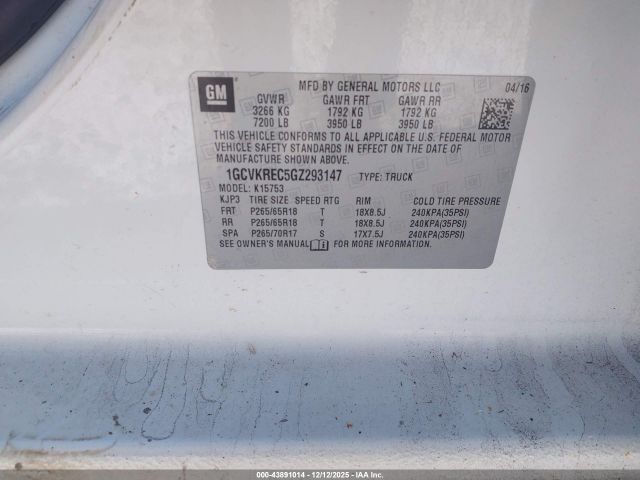 GM
MFD BY GENERAL MOTORS LLC 04/16
GVWR GAWR FRT GAWR RR
3266 KG 1792 KG 1792 KG
7200 LB 3950 LB 3950 LB
THIS VEHICLE CONFORMS TO ALL APPLICABLE U.S. FEDERAL MOTOR
VEHICLE SAFETY STANDARDS IN EFFECT ON THE DATE OF
MANUFACTURE SHOWN ABOVE.
1GCVKREC5GZ293147 TYPE: TRUCK
MODEL: K15753
KJP3 TIRE SIZE SPEED RTG RIM COLD TIRE PRESSURE
FRT P265/65R18 T 18X8.5J 240KPA(35PSI)
RR P265/65R18 T 18X8.5J 240KPA(35PSI)
SPA P265/70R17 S 17X7.5J 240KPA(35PSI)
SEE OWNER'S MANUAL FOR MORE INFORMATION.
000-43891014 | 12/12/2025 - IAA, Inc.